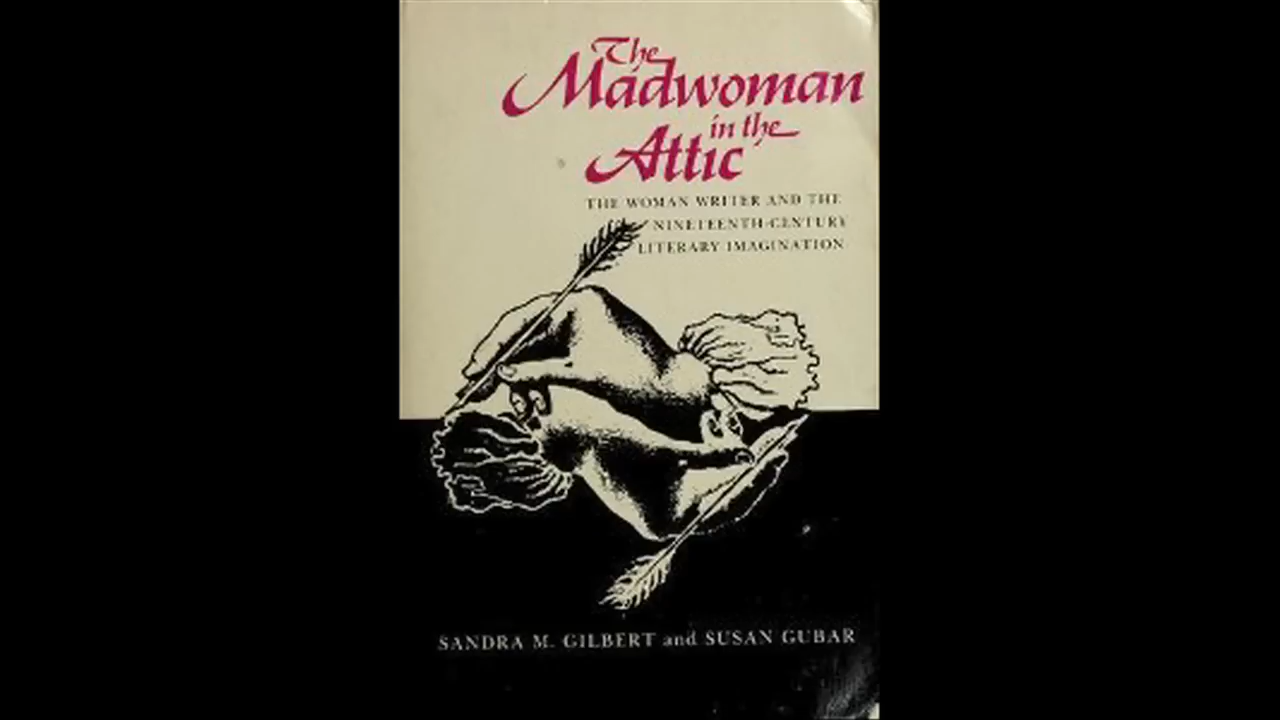 The
Madwoman
in the
Attic
THE WOMAN WRITER AND THE
NINETEENTH-CENTURY
LITERARY IMAGINATION
SANDRA M. GILBERT and SUSAN GUBAR